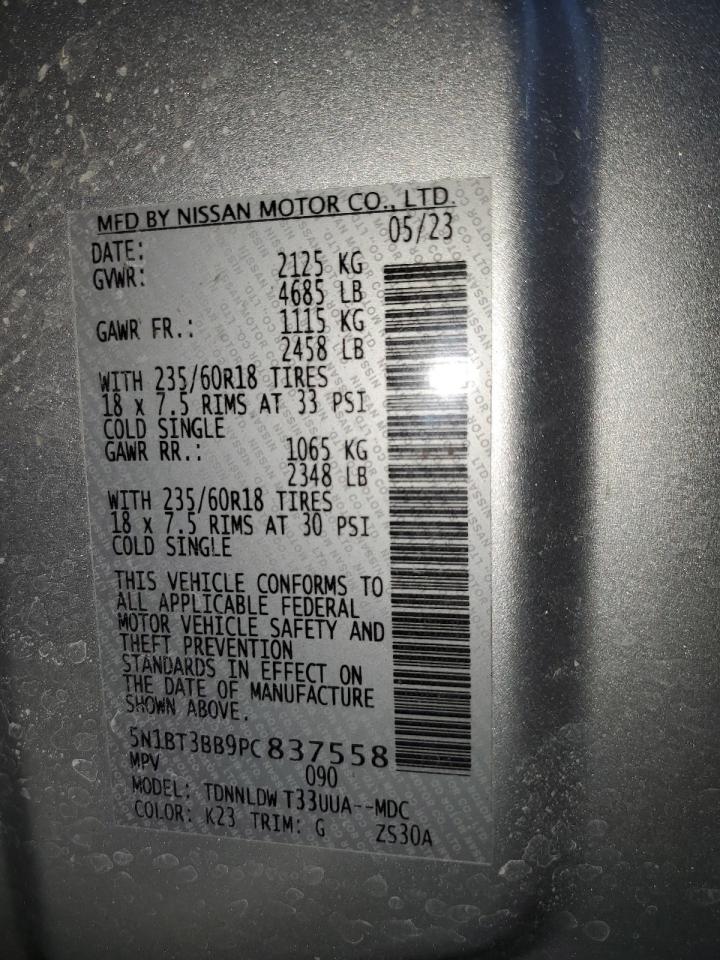 MFD BY NISSAN MOTOR CO., LTD.
DATE: 05/23
GVWR: 2125 KG
4685 LB
GAWR FR.: 1115 KG
2458 LB
WITH 235/60R18 TIRES
18 x 7.5 RIMS AT 33 PSI
COLD SINGLE
GAWR RR.: 1065 KG
2348 LB
WITH 235/60R18 TIRES
18 x 7.5 RIMS AT 30 PSI
COLD SINGLE
THIS VEHICLE CONFORMS TO
ALL APPLICABLE FEDERAL
MOTOR VEHICLE SAFETY AND
THEFT PREVENTION
STANDARDS IN EFFECT ON
THE DATE OF MANUFACTURE
SHOWN ABOVE.
5N1BT3BB9PC837558
MPV 090
MODEL: TDNNLDW T33UUA--MDC
COLOR: K23 TRIM: G ZS30A